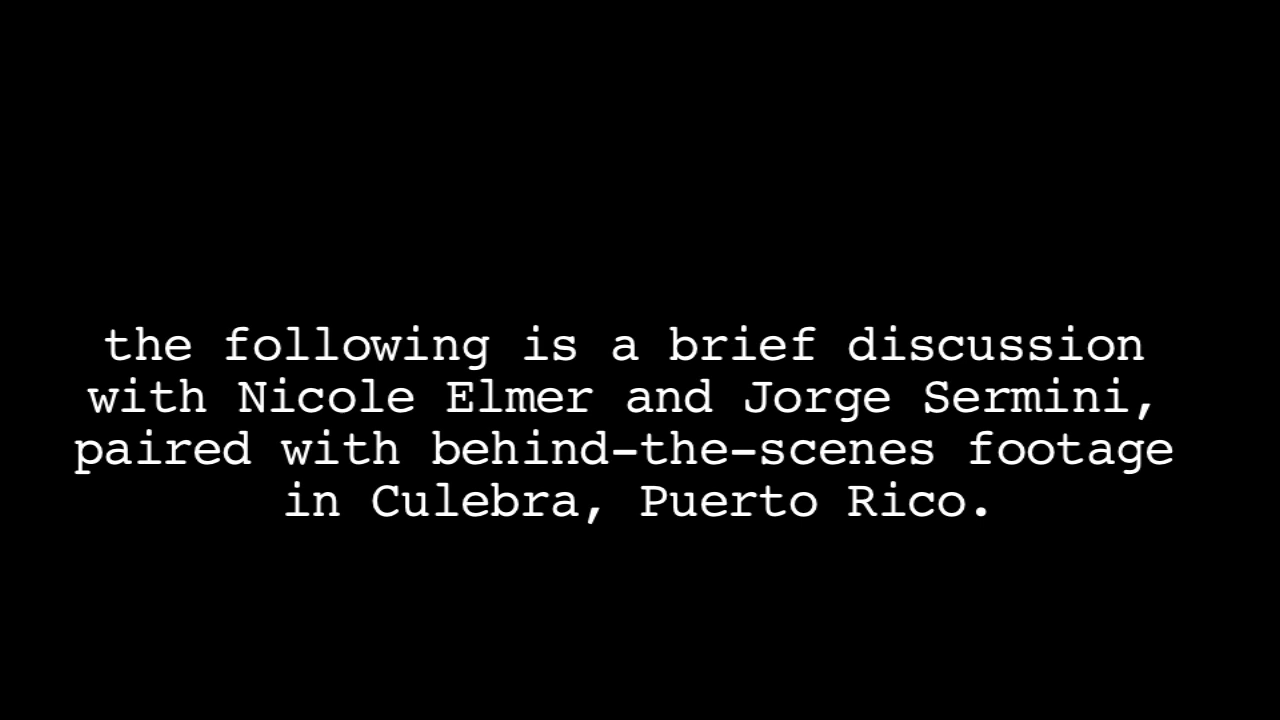 the following is a brief discussion
with Nicole Elmer and Jorge Sermini,
paired with behind-the-scenes footage
in Culebra, Puerto Rico.